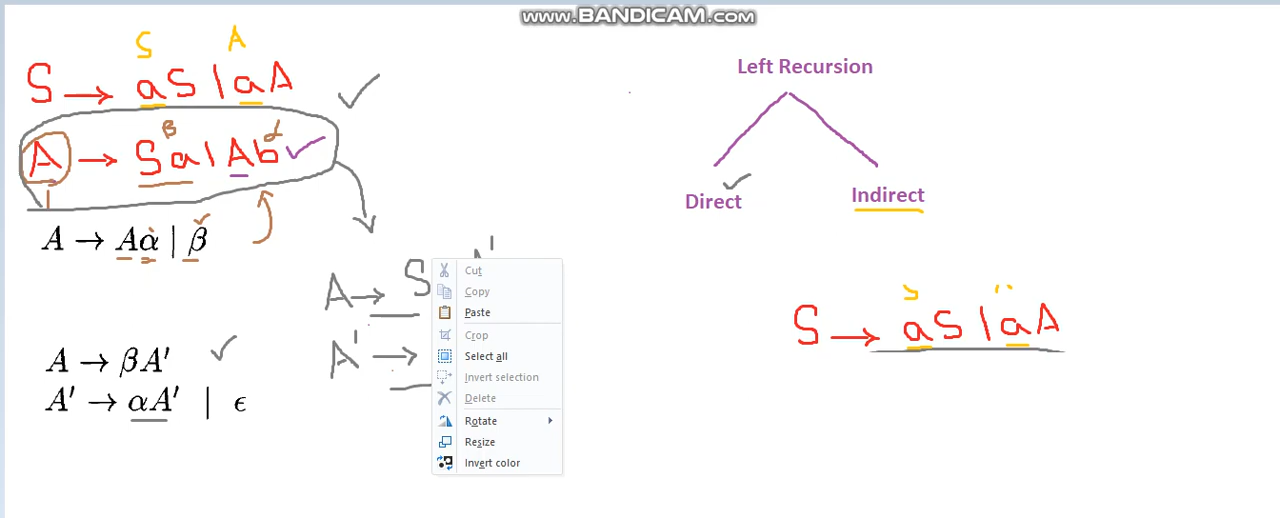 www.BANDICAM.com
S A
S → aS | aA
β α
A → Sa | Ab
A → Aα | β
A → βA'
A' → αA' | ϵ
A → S A'
A' →
Cut
Copy
Paste
Crop
Select all
Invert selection
Delete
Rotate
Resize
Invert color
Left Recursion
Direct
Indirect
S → aS | aA